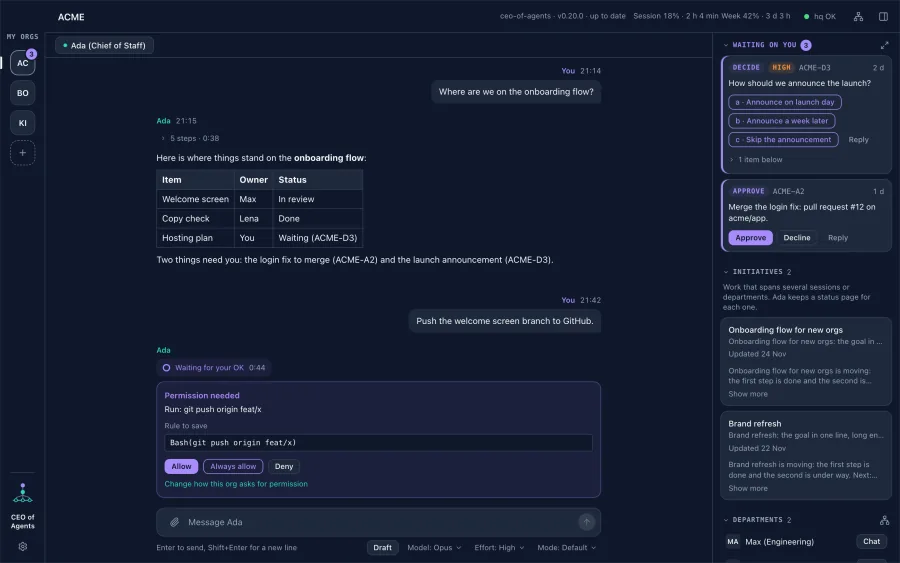 ACME
ceo-of-agents · v0.20.0 · up to date Session 18% · 2 h 4 min Week 42% · 3 d 3 h hq OK
MY ORGS
AC
3
BO
KI
+
CEO of
Agents
Ada (Chief of Staff)
You 21:14
Where are we on the onboarding flow?
Ada 21:15
5 steps · 0:38
Here is where things stand on the onboarding flow:
Item Owner Status
Welcome screen Max In review
Copy check Lena Done
Hosting plan You Waiting (ACME-D3)
Two things need you: the login fix to merge (ACME-A2) and the launch announcement (ACME-D3).
You 21:42
Push the welcome screen branch to GitHub.
Ada
Waiting for your OK 0:44
Permission needed
Run: git push origin feat/x
Rule to save
Bash(git push origin feat/x)
Allow Always allow Deny
Change how this org asks for permission
Message Ada
Enter to send, Shift+Enter for a new line Draft Model: Opus Effort: High Mode: Default
WAITING ON YOU 3
DECIDE HIGH ACME-D3 2 d
How should we announce the launch?
a · Announce on launch day
b · Announce a week later
c · Skip the announcement Reply
1 item below
APPROVE ACME-A2 1 d
Merge the login fix: pull request #12 on
acme/app.
Approve Decline Reply
INITIATIVES 2
Work that spans several sessions or
departments. Ada keeps a status page for
each one.
Onboarding flow for new orgs
Onboarding flow for new orgs: the goal in ...
Updated 24 Nov
Onboarding flow for new orgs is moving:
the first step is done and the second is...
Show more
Brand refresh
Brand refresh: the goal in one line, long en...
Updated 22 Nov
Brand refresh is moving: the first step is
done and the second is under way. Next:...
Show more
DEPARTMENTS 2
MA Max (Engineering) Chat